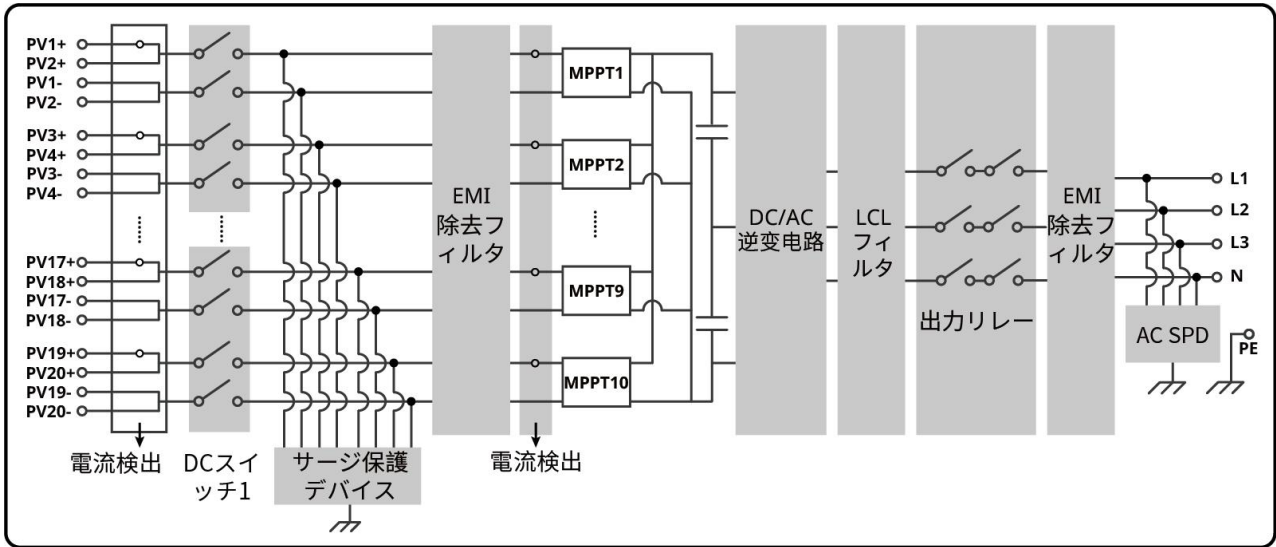 PV1+
PV2+
PV1-
PV2-
PV3+
PV4+
PV3-
PV4-
PV17+
PV18+
PV17-
PV18-
PV19+
PV20+
PV19-
PV20-
電流検出
DCスイ
ッチ1
サージ保護
デバイス
EMI
除去フ
ィルタ
電流検出
MPPT1
MPPT2
MPPT9
MPPT10
DC/AC
逆変电路
LCL
フィ
ルタ
出力リレー
EMI
除去フ
ィルタ
L1
L2
L3
N
AC SPD
PE